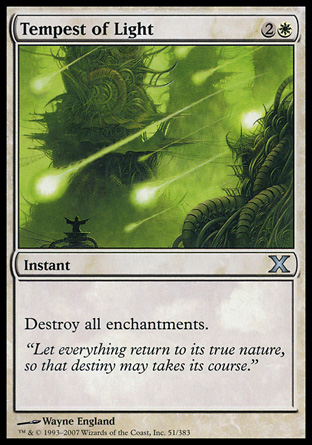 Tempest of Light 2
Instant X
Destroy all enchantments.
“Let everything return to its true nature,
so that destiny may takes its course.”
Wayne England
™ & © 1993–2007 Wizards of the Coast, Inc. 51/383